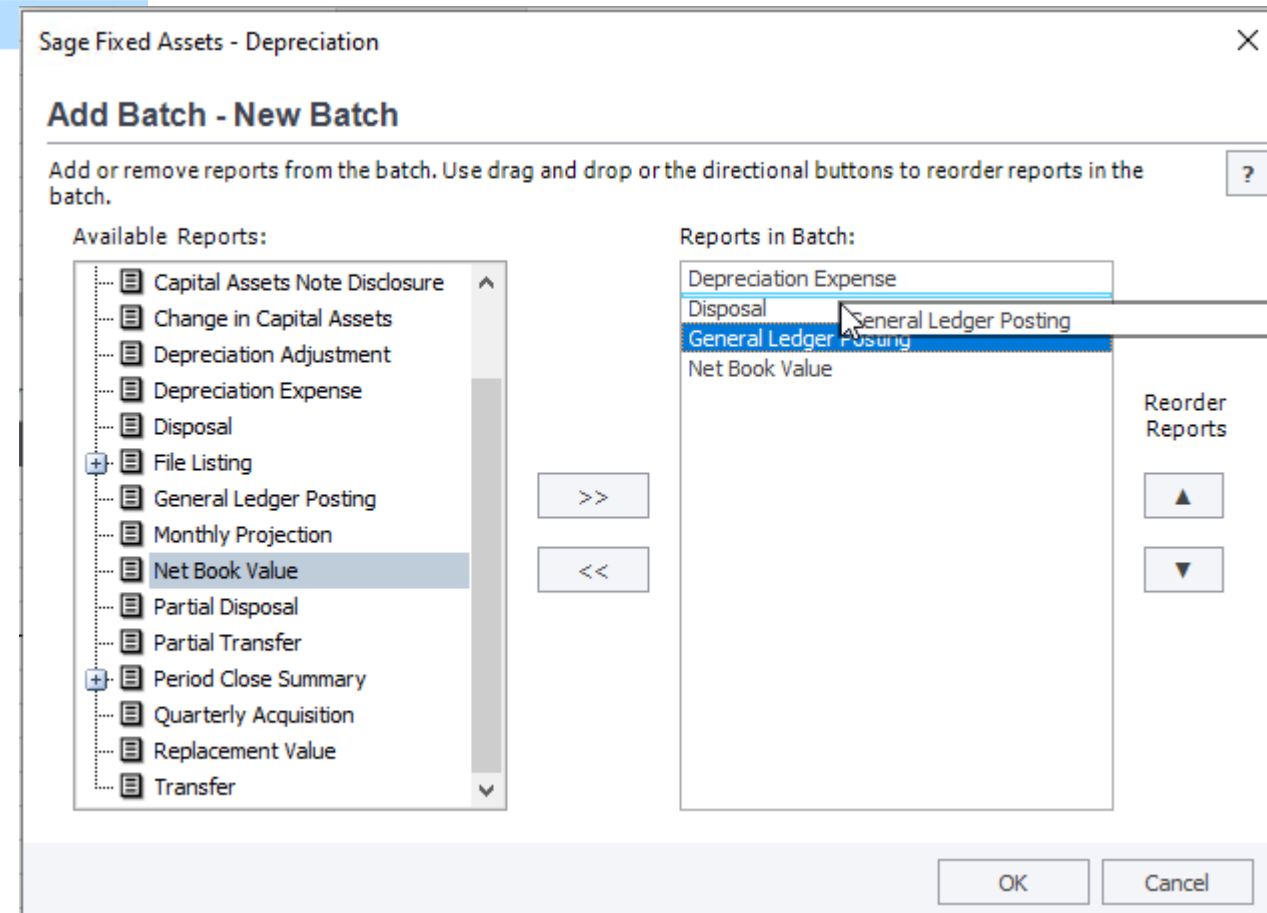 Sage Fixed Assets - Depreciation
Add Batch - New Batch
Add or remove reports from the batch. Use drag and drop or the directional buttons to reorder reports in the
batch.
?
Available Reports:
Capital Assets Note Disclosure
Change in Capital Assets
Depreciation Adjustment
Depreciation Expense
Disposal
File Listing
General Ledger Posting
Monthly Projection
Net Book Value
Partial Disposal
Partial Transfer
Period Close Summary
Quarterly Acquisition
Replacement Value
Transfer
>>
<<
Reports in Batch:
Depreciation Expense
Disposal
General Ledger Posting
General Ledger Posting
Net Book Value
Reorder
Reports
OK
Cancel